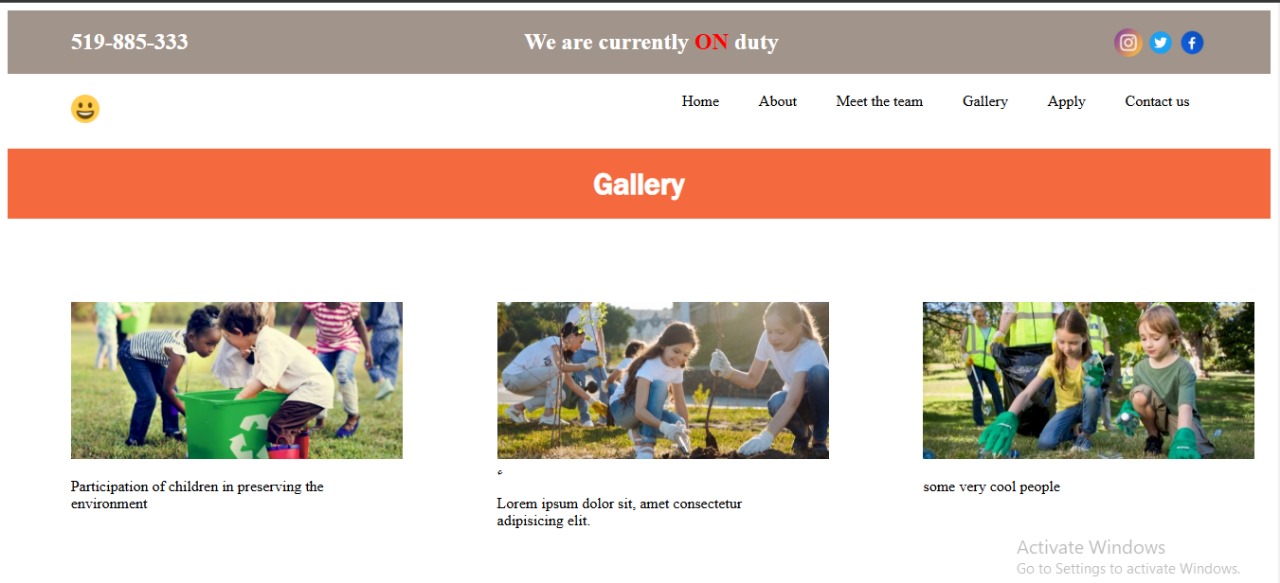 519-885-333
We are currently ON duty
Home About Meet the team Gallery Apply Contact us
Gallery
Participation of children in preserving the
environment
ء
Lorem ipsum dolor sit, amet consectetur
adipisicing elit.
some very cool people
Activate Windows
Go to Settings to activate Windows.